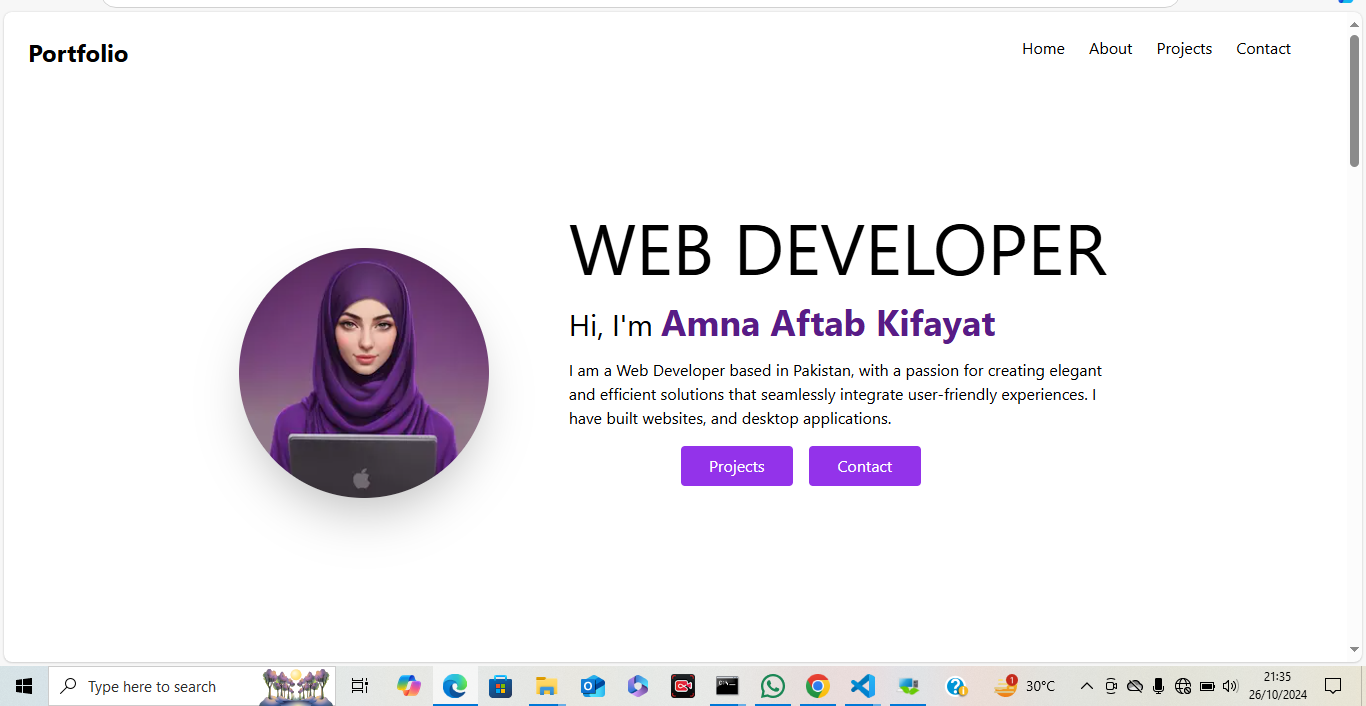 Portfolio
Home About Projects Contact
WEB DEVELOPER
Hi, I'm Amna Aftab Kifayat
I am a Web Developer based in Pakistan, with a passion for creating elegant
and efficient solutions that seamlessly integrate user-friendly experiences. I
have built websites, and desktop applications.
Projects Contact
Type here to search
1
30°C
21:35
26/10/2024